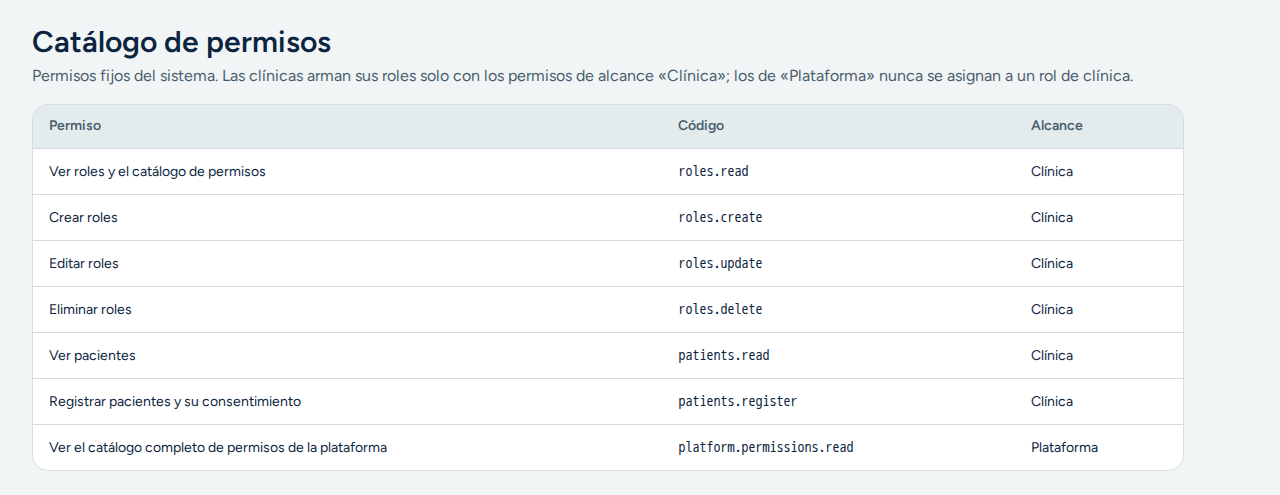 Catálogo de permisos
Permisos fijos del sistema. Las clínicas arman sus roles solo con los permisos de alcance «Clínica»; los de «Plataforma» nunca se asignan a un rol de clínica.
Permiso Código Alcance
Ver roles y el catálogo de permisos roles.read Clínica
Crear roles roles.create Clínica
Editar roles roles.update Clínica
Eliminar roles roles.delete Clínica
Ver pacientes patients.read Clínica
Registrar pacientes y su consentimiento patients.register Clínica
Ver el catálogo completo de permisos de la plataforma platform.permissions.read Plataforma